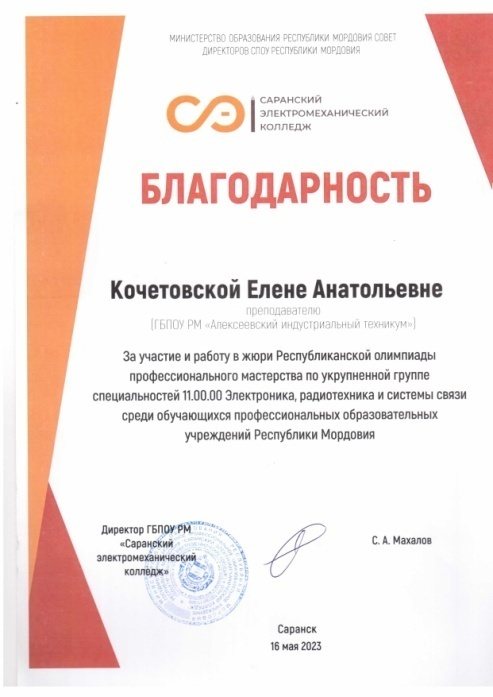 МИНИСТЕРСТВО ОБРАЗОВАНИЯ РЕСПУБЛИКИ МОРДОВИЯ СОВЕТ
ДИРЕКТОРОВ СПОУ РЕСПУБЛИКИ МОРДОВИЯ
СЭ
САРАНСКИЙ
ЭЛЕКТРОМЕХАНИЧЕСКИЙ
КОЛЛЕДЖ
БЛАГОДАРНОСТЬ
Кочетовской Елене Анатольевне
преподавателю
(ГБПОУ РМ «Алексеевский индустриальный техникум»)
За участие и работу в жюри Республиканской олимпиады
профессионального мастерства по укрупненной группе
специальностей 11.00.00 Электроника, радиотехника и системы связи
среди обучающихся профессиональных образовательных
учреждений Республики Мордовия
Директор ГБПОУ РМ
«Саранский
электромеханический
колледж»
С. А. Махалов
Саранск
16 мая 2023